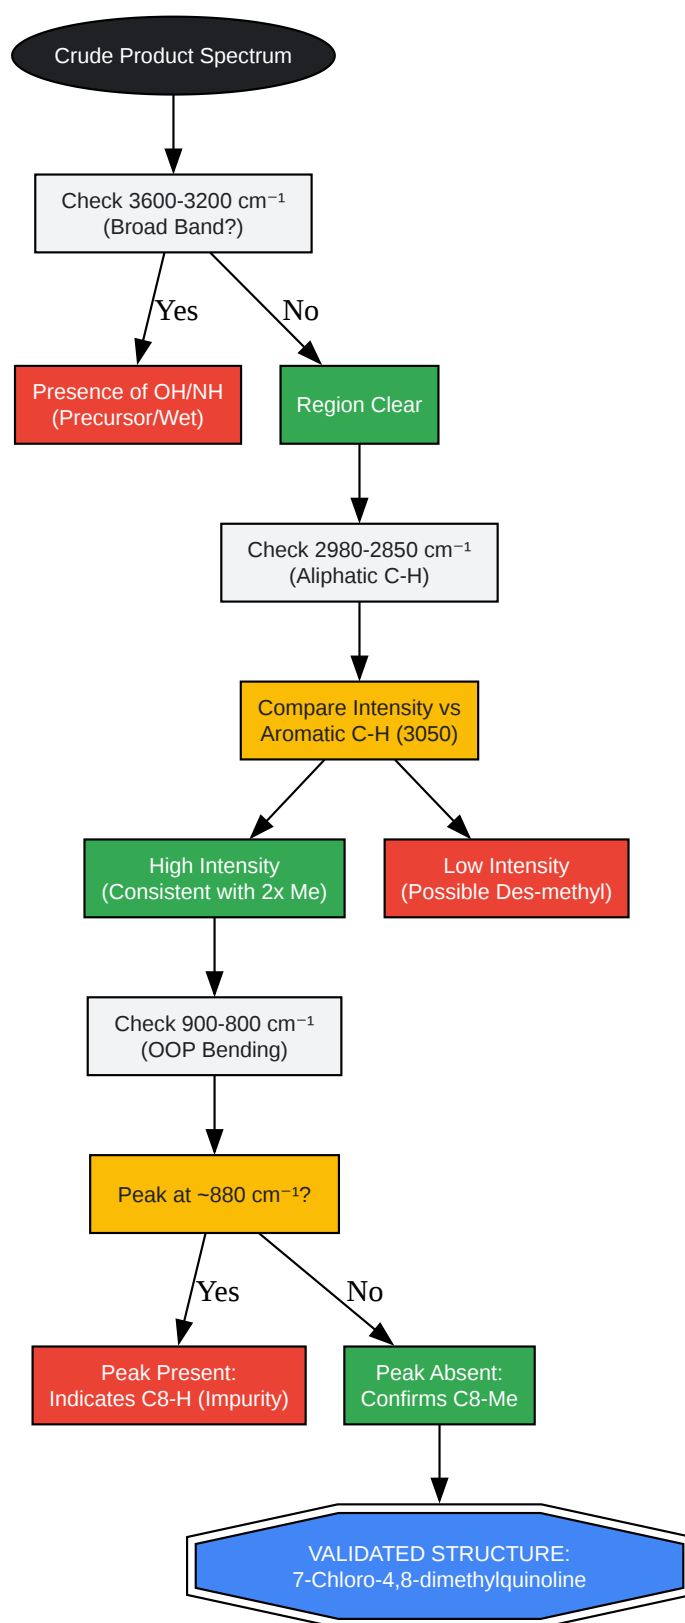 Crude Product Spectrum
Check 3600-3200 cm⁻¹
(Broad Band?)
Yes
No
Presence of OH/NH
(Precursor/Wet)
Region Clear
Check 2980-2850 cm⁻¹
(Aliphatic C-H)
Compare Intensity vs
Aromatic C-H (3050)
High Intensity
(Consistent with 2x Me)
Low Intensity
(Possible Des-methyl)
Check 900-800 cm⁻¹
(OOP Bending)
Peak at ~880 cm⁻¹?
Yes
No
Peak Present:
Indicates C8-H (Impurity)
Peak Absent:
Confirms C8-Me
VALIDATED STRUCTURE:
7-Chloro-4,8-dimethylquinoline